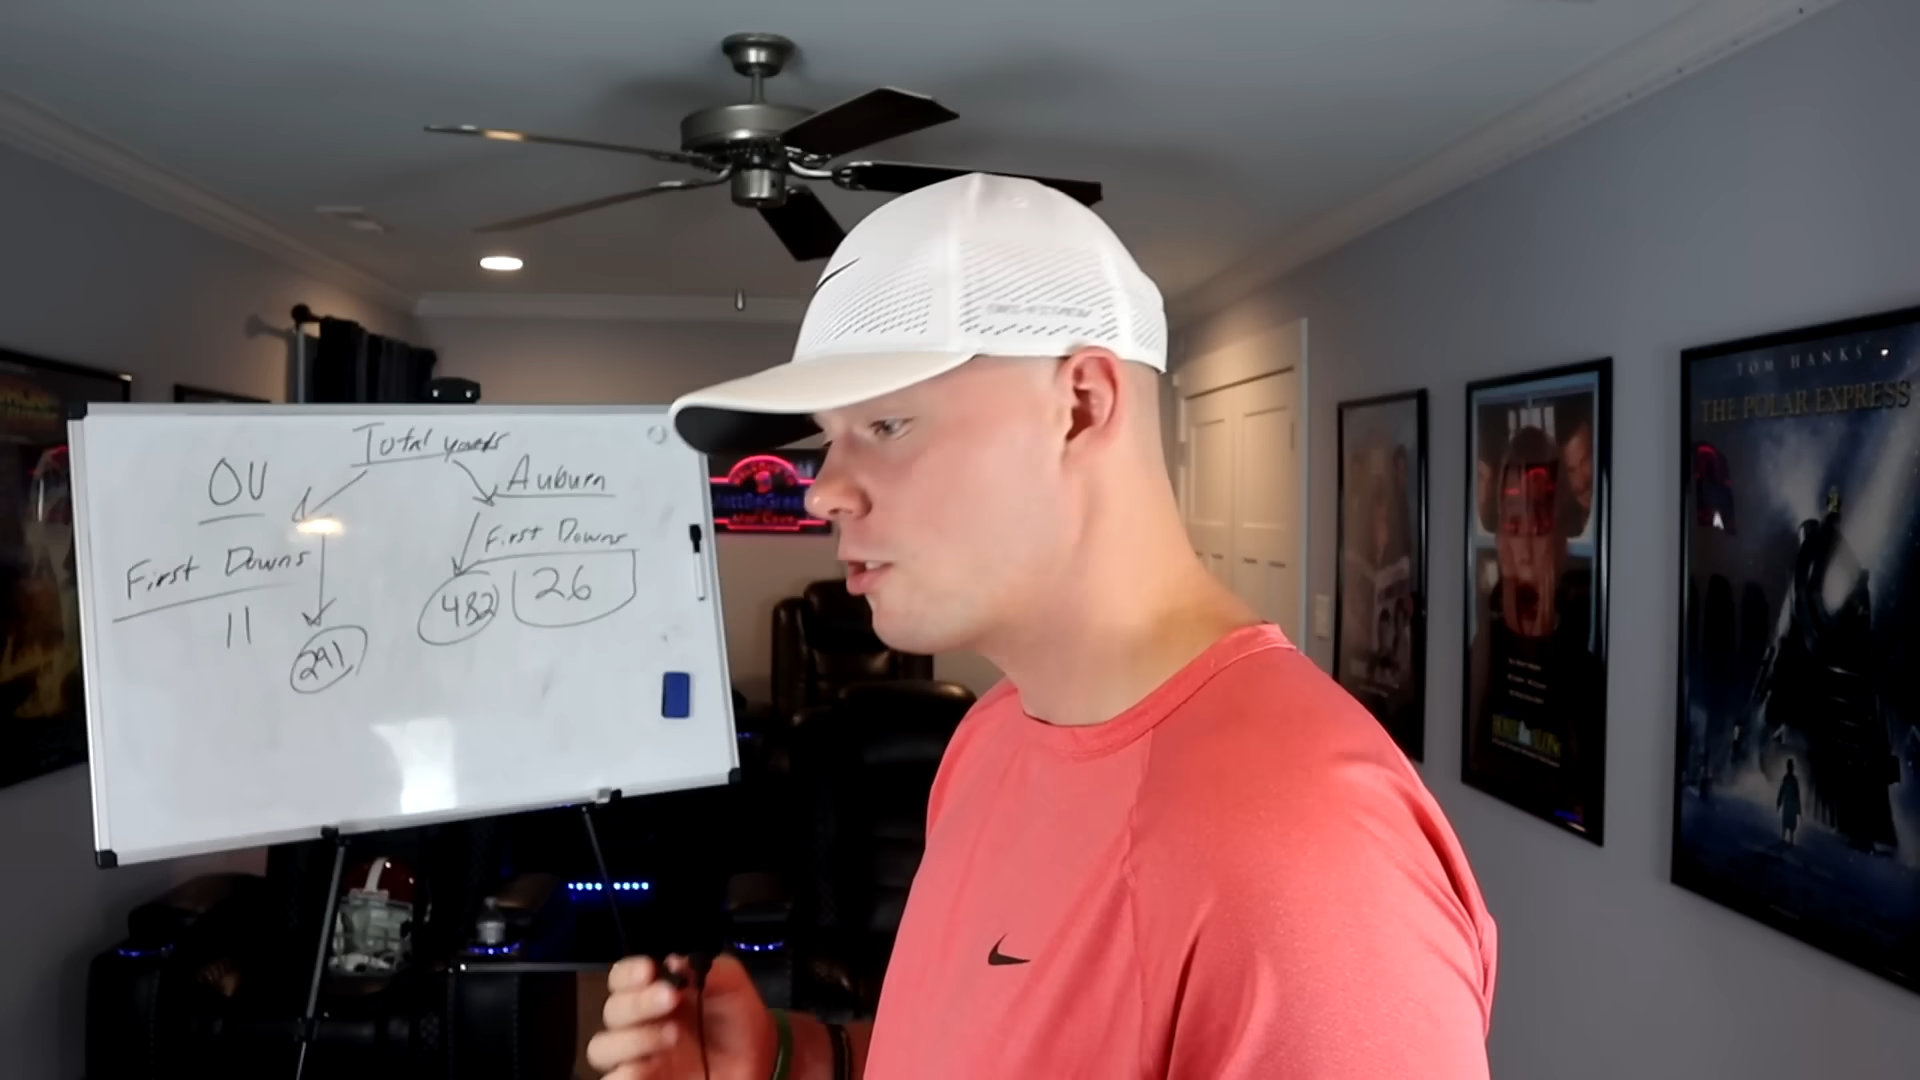 Total yards
OU
Auburn
First Downs
First Downs
11
291
482
26
TOM HANKS
THE POLAR EXPRESS